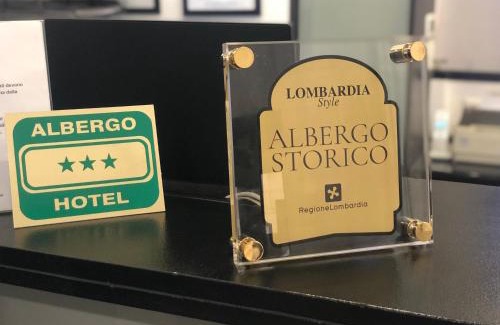 ALBERGO
HOTEL
LOMBARDIA
Style
ALBERGO
STORICO
RegioneLombardia